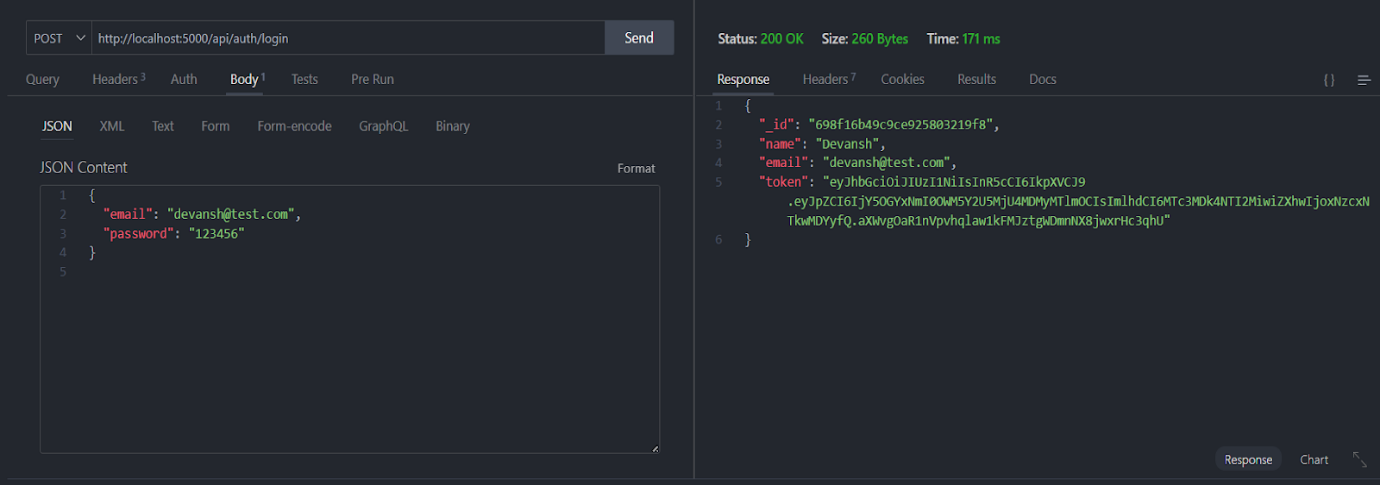 POST http://localhost:5000/api/auth/login Send
Query Headers 3 Auth Body 1 Tests Pre Run
JSON XML Text Form Form-encode GraphQL Binary
JSON Content Format
1 {
2 "email": "devansh@test.com",
3 "password": "123456"
4 }
5
Status: 200 OK Size: 260 Bytes Time: 171 ms
Response Headers 7 Cookies Results Docs {}
1 {
2 "_id": "698f16b49c9ce925803219f8",
3 "name": "Devansh",
4 "email": "devansh@test.com",
5 "token": "eyJhbGciOiJIUzI1NiIsInR5cCI6IkpXVCJ9
.eyJpZCI6IjY5OGYxNmI0OWM5Y2U5MjU4MDMyMTlmOCIsImlhdCI6MTc3MDk4NTI2MiwiZXhwIjoxNzcxN
TkwMDYyfQ.aXWvgOaR1nVpvhqlaw1kFMJztgWDmnNX8jwxrHc3qhU"
6 }
Response Chart